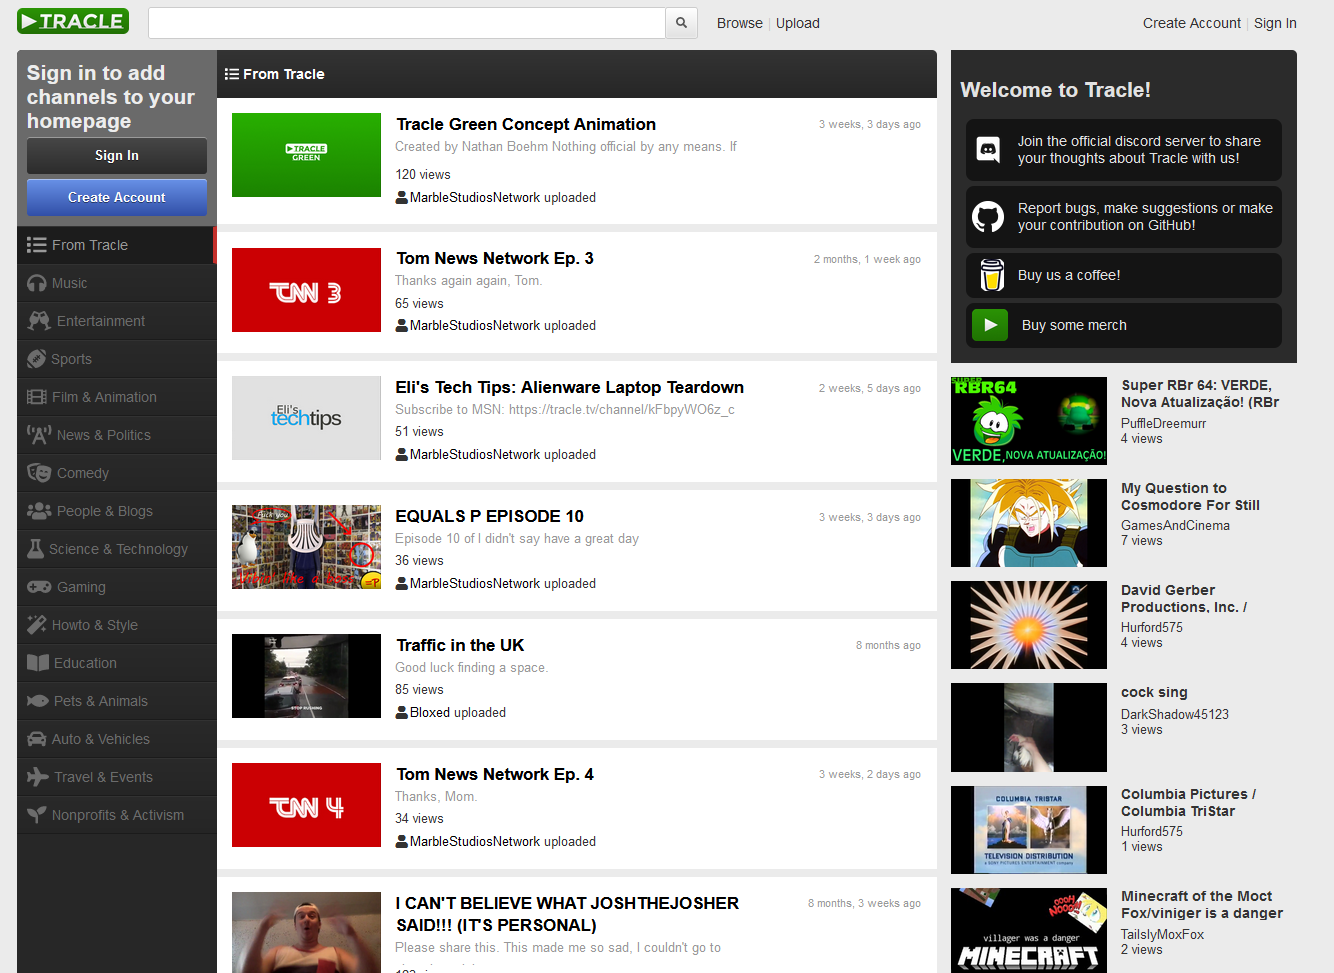 TRACLE
Browse | Upload
Create Account | Sign In
Sign in to add
channels to your
homepage
Sign In
Create Account
From Tracle
Music
Entertainment
Sports
Film & Animation
News & Politics
Comedy
People & Blogs
Science & Technology
Gaming
Howto & Style
Education
Pets & Animals
Auto & Vehicles
Travel & Events
Nonprofits & Activism
From Tracle
TRACLE
GREEN
Tracle Green Concept Animation
3 weeks, 3 days ago
Created by Nathan Boehm Nothing official by any means. If
120 views
MarbleStudiosNetwork uploaded
TNN 3
Tom News Network Ep. 3
2 months, 1 week ago
Thanks again again, Tom.
65 views
MarbleStudiosNetwork uploaded
Eli's
techtips
Eli's Tech Tips: Alienware Laptop Teardown
2 weeks, 5 days ago
Subscribe to MSN: https://tracle.tv/channel/kFbpyWO6z_c
51 views
MarbleStudiosNetwork uploaded
Fuck You
like a boss
=P
EQUALS P EPISODE 10
3 weeks, 3 days ago
Episode 10 of I didn't say have a great day
36 views
MarbleStudiosNetwork uploaded
STOP RUSHING
Traffic in the UK
8 months ago
Good luck finding a space.
85 views
Bloxed uploaded
TNN 4
Tom News Network Ep. 4
3 weeks, 2 days ago
Thanks, Mom.
34 views
MarbleStudiosNetwork uploaded
I CAN'T BELIEVE WHAT JOSHTHEJOSHER
SAID!!! (IT'S PERSONAL)
8 months, 3 weeks ago
Please share this. This made me so sad, I couldn't go to
Welcome to Tracle!
Join the official discord server to share
your thoughts about Tracle with us!
Report bugs, make suggestions or make
your contribution on GitHub!
Buy us a coffee!
Buy some merch
SUPER
RBR64
VERDE, NOVA ATUALIZAÇÃO!
Super RBr 64: VERDE,
Nova Atualização! (RBr
PuffleDreemurr
4 views
My Question to
Cosmodore For Still
GamesAndCinema
7 views
David Gerber
Productions, Inc. /
Hurford575
4 views
cock sing
DarkShadow45123
3 views
COLUMBIA TRISTAR
TELEVISION DISTRIBUTION
a SONY PICTURES ENTERTAINMENT company
Columbia Pictures /
Columbia TriStar
Hurford575
1 views
OOOH
NOOO
villager was a danger
MINECRAFT
Minecraft of the Moct
Fox/viniger is a danger
TailslyMoxFox
2 views